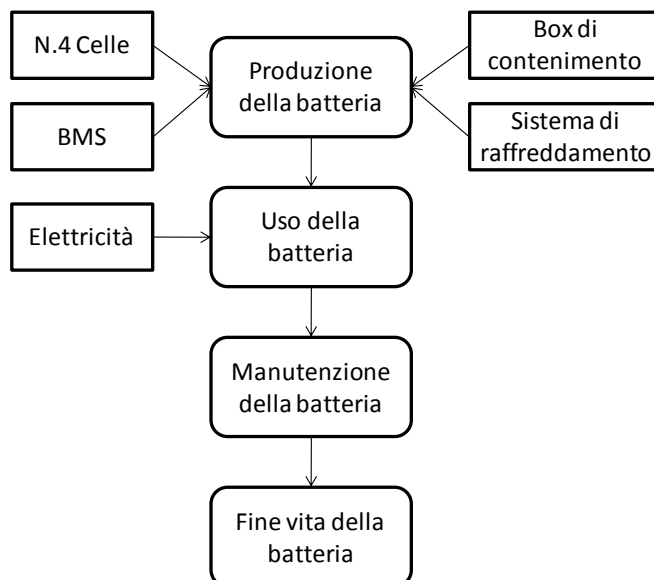 N.4 Celle
BMS
Produzione
della batteria
Box di
contenimento
Sistema di
raffreddamento
Elettricità
Uso della
batteria
Manutenzione
della batteria
Fine vita della
batteria